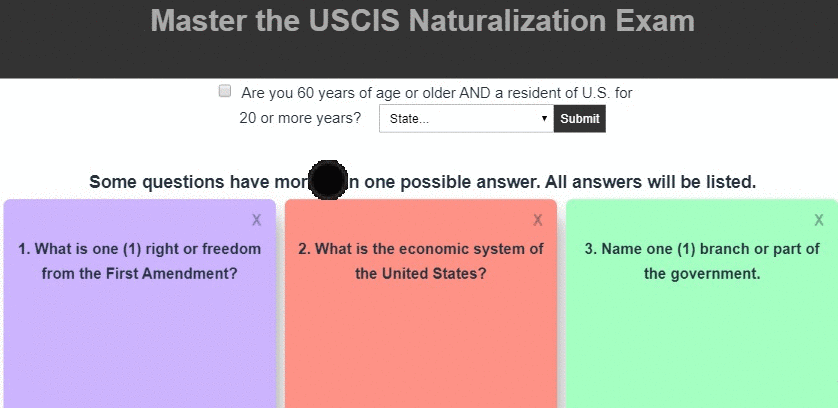 Master the USCIS Naturalization Exam
Are you 60 years of age or older AND a resident of U.S. for
20 or more years? State... Submit
Some questions have one possible answer. All answers will be listed.
X X X
1. What is one (1) right or freedom
from the First Amendment?
2. What is the economic system of
the United States?
3. Name one (1) branch or part of
the government.